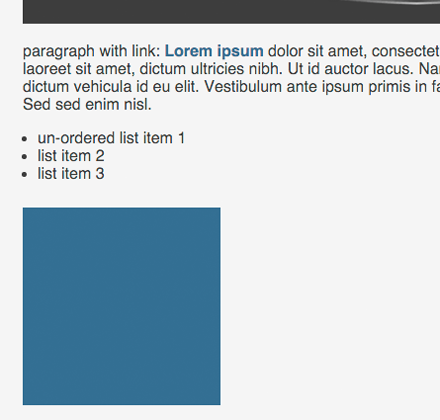 paragraph with link: Lorem ipsum dolor sit amet, consectet
laoreet sit amet, dictum ultricies nibh. Ut id auctor lacus. Na
dictum vehicula id eu elit. Vestibulum ante ipsum primis in fa
Sed sed enim nisl.
• un-ordered list item 1
• list item 2
• list item 3